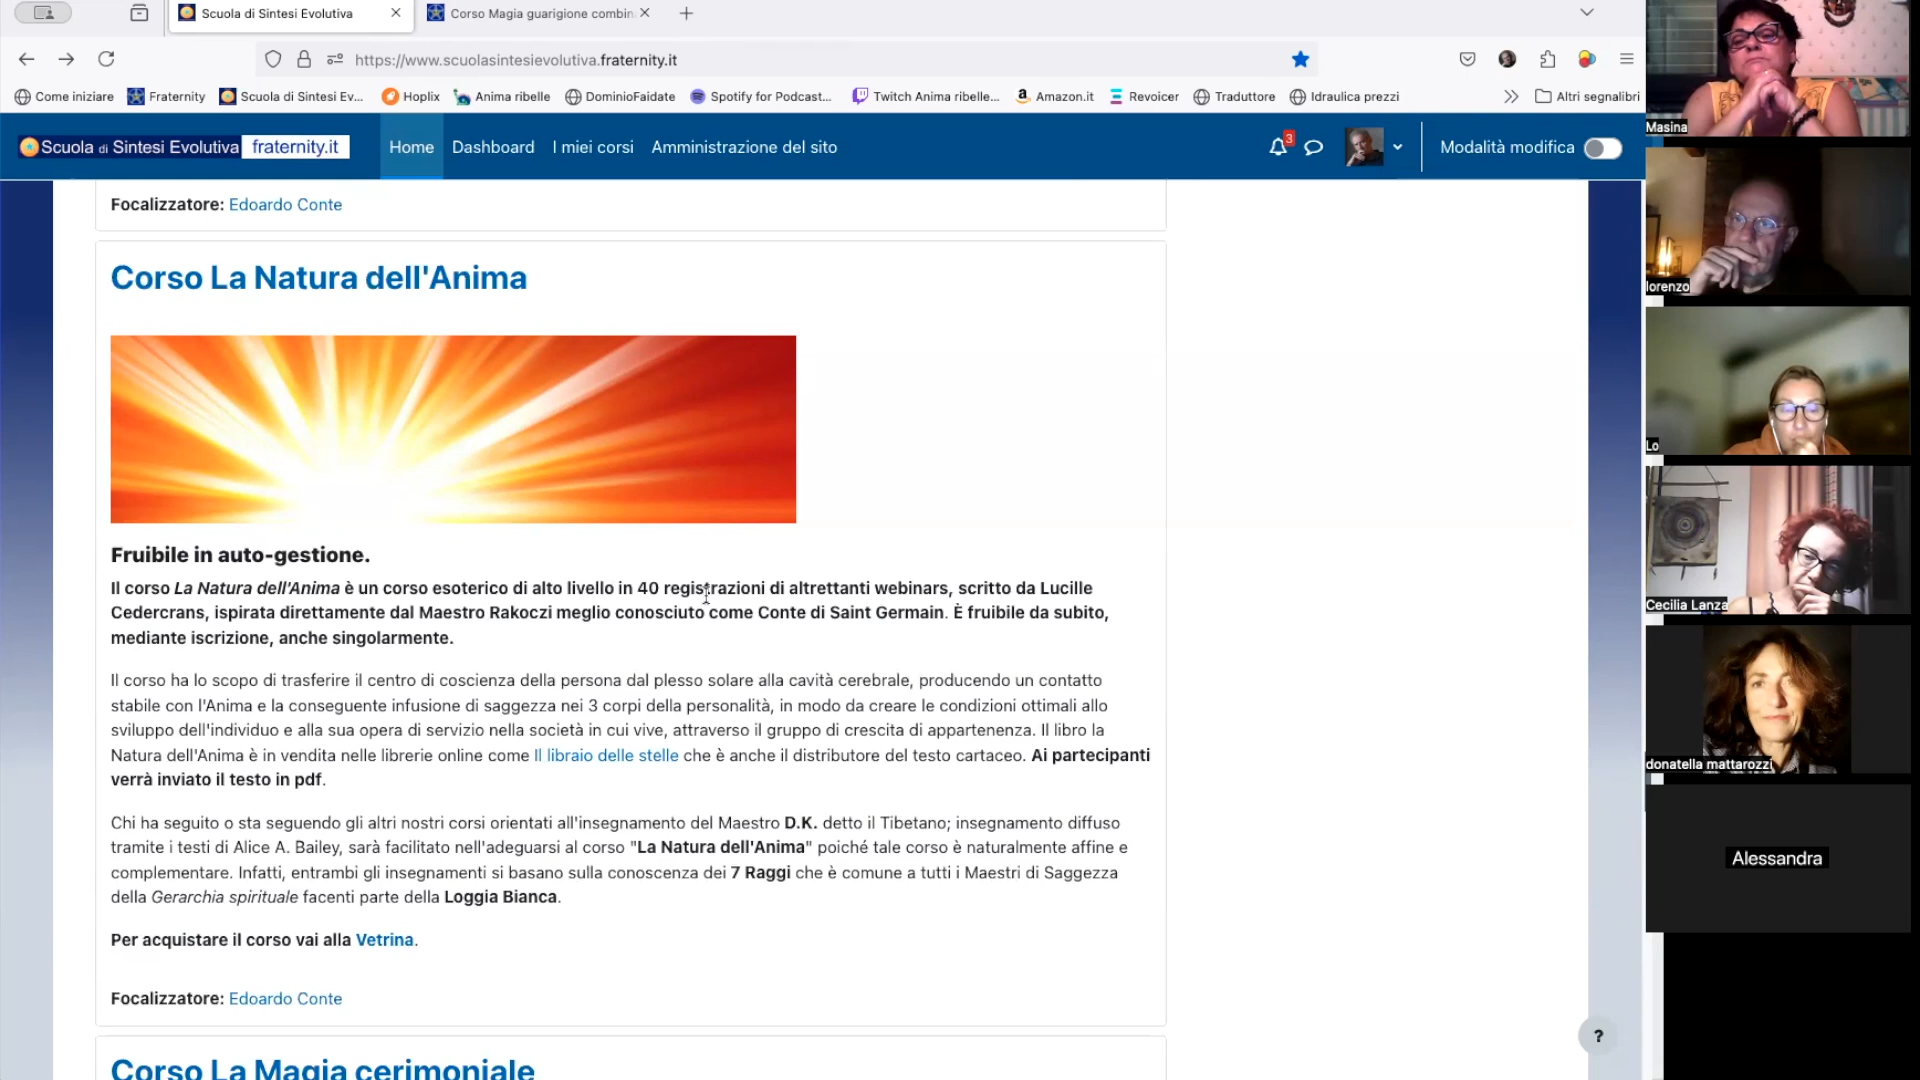 Scuola di Sintesi Evolutiva
Corso Magia guarigione combin
https://www.scuolasintesievolutiva.fraternity.it
Come iniziare
Fraternity
Scuola di Sintesi Ev...
Hoplix
Anima ribelle
DominioFaidate
Spotify for Podcast...
Twitch Anima ribelle...
Amazon.it
Revoicer
Traduttore
Idraulica prezzi
Altri segnalibri
Scuola di Sintesi Evolutiva fraternity.it
Home
Dashboard
I miei corsi
Amministrazione del sito
3
Modalità modifica
Focalizzatore: Edoardo Conte
Corso La Natura dell'Anima
Fruibile in auto-gestione.
Il corso La Natura dell'Anima è un corso esoterico di alto livello in 40 registrazioni di altrettanti webinars, scritto da Lucille
Cedercrans, ispirata direttamente dal Maestro Rakoczi meglio conosciuto come Conte di Saint Germain. È fruibile da subito,
mediante iscrizione, anche singolarmente.
Il corso ha lo scopo di trasferire il centro di coscienza della persona dal plesso solare alla cavità cerebrale, producendo un contatto
stabile con l'Anima e la conseguente infusione di saggezza nei 3 corpi della personalità, in modo da creare le condizioni ottimali allo
sviluppo dell'individuo e alla sua opera di servizio nella società in cui vive, attraverso il gruppo di crescita di appartenenza. Il libro la
Natura dell'Anima è in vendita nelle librerie online come Il libraio delle stelle che è anche il distributore del testo cartaceo. Ai partecipanti
verrà inviato il testo in pdf.
Chi ha seguito o sta seguendo gli altri nostri corsi orientati all'insegnamento del Maestro D.K. detto il Tibetano; insegnamento diffuso
tramite i testi di Alice A. Bailey, sarà facilitato nell'adeguarsi al corso "La Natura dell'Anima" poiché tale corso è naturalmente affine e
complementare. Infatti, entrambi gli insegnamenti si basano sulla conoscenza dei 7 Raggi che è comune a tutti i Maestri di Saggezza
della Gerarchia spirituale facenti parte della Loggia Bianca.
Per acquistare il corso vai alla Vetrina.
Focalizzatore: Edoardo Conte
Corso La Magia cerimoniale
?
Masina
lorenzo
Lo
Cecilia Lanza
donatella mattarozzi
Alessandra